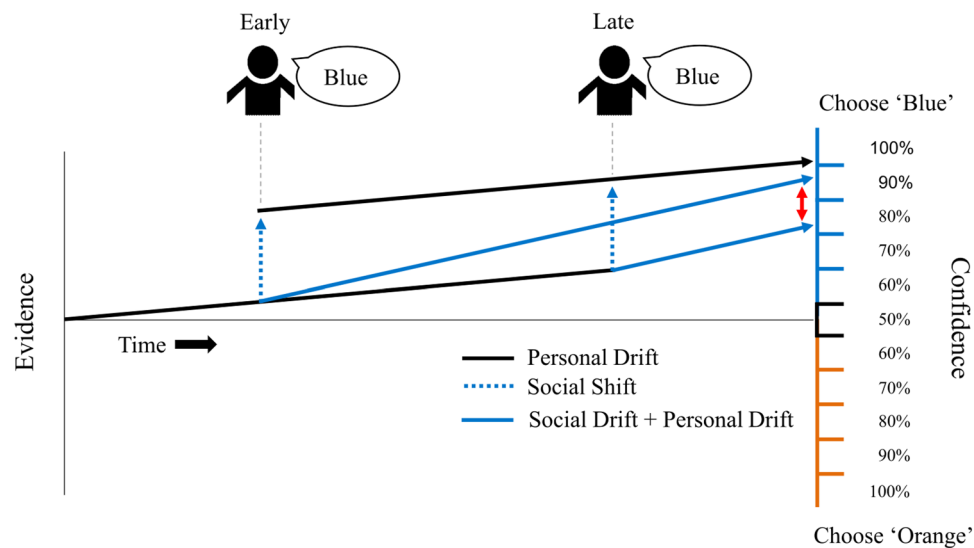 Early
Late
Blue
Blue
Choose ‘Blue’
100%
90%
80%
70%
60%
50%
60%
70%
80%
90%
100%
Evidence
Confidence
Time
Personal Drift
Social Shift
Social Drift + Personal Drift
Choose ‘Orange’